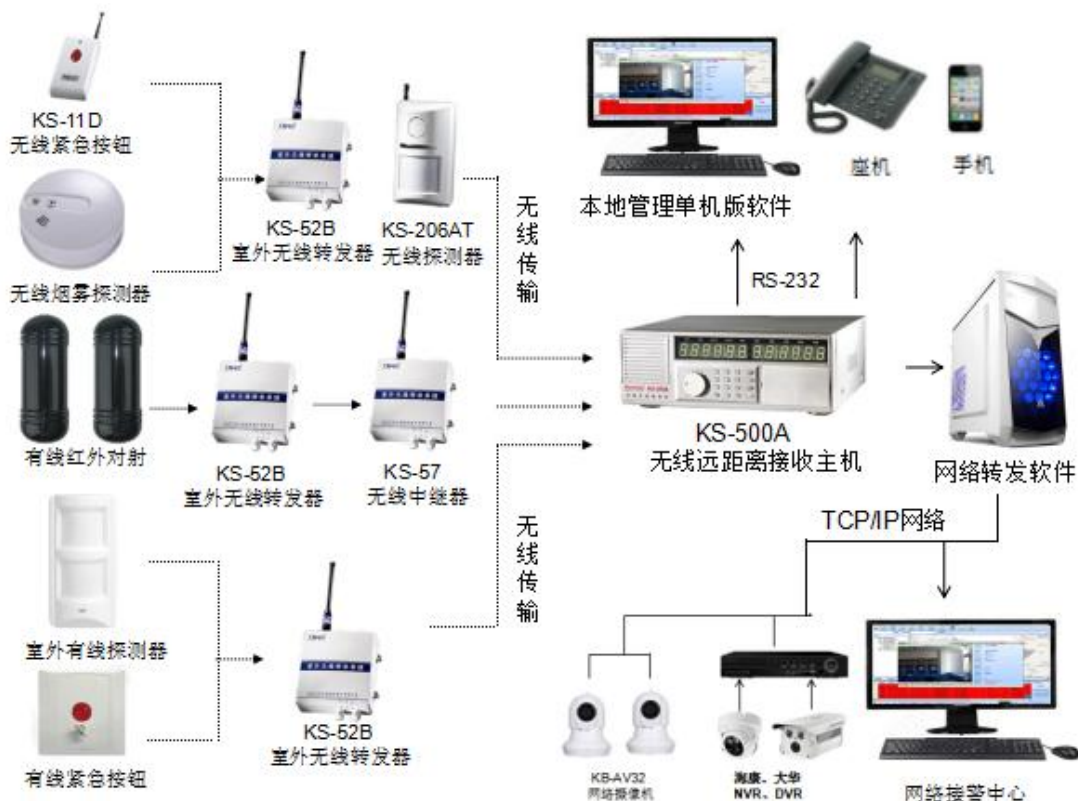 KS-11D
无线紧急按钮
无线烟雾探测器
KS-52B
室外无线转发器
KS-206AT
无线探测器
无线传输
本地管理单机版软件
座机
手机
RS-232
有线红外对射
KS-52B
室外无线转发器
KS-57
无线中继器
KS-500A
无线远距离接收主机
网络转发软件
TCP/IP网络
室外有线探测器
无线传输
有线紧急按钮
KS-52B
室外无线转发器
KB-AV32
网络摄像机
海康、大华
NVR、DVR
网络接警中心